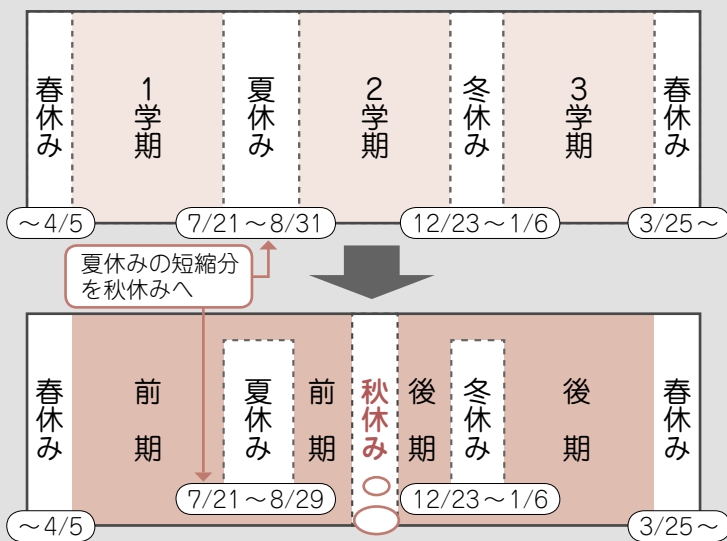 春休み
1学期
夏休み
2学期
冬休み
3学期
春休み
～4/5
7/21～8/31
12/23～1/6
3/25～
夏休みの短縮分
を秋休みへ
春休み
前期
夏休み
前期
秋休み
後期
冬休み
後期
春休み
～4/5
7/21～8/29
12/23～1/6
3/25～